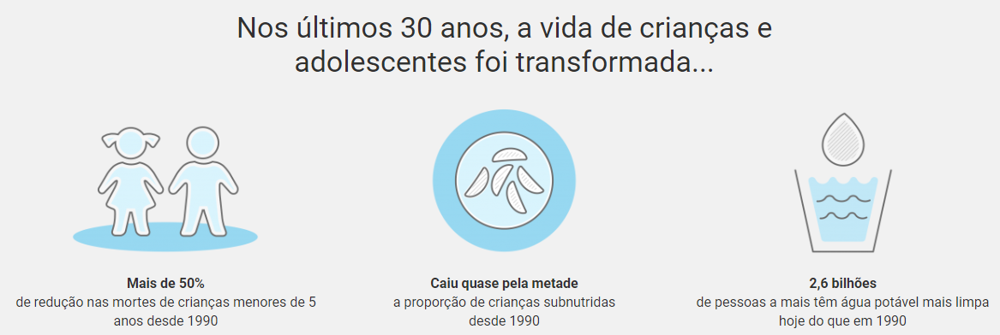 Nos últimos 30 anos, a vida de crianças e
adolescentes foi transformada...
Mais de 50%
de redução nas mortes de crianças menores de 5
anos desde 1990
Caiu quase pela metade
a proporção de crianças subnutridas
desde 1990
2,6 bilhões
de pessoas a mais têm água potável mais limpa
hoje do que em 1990